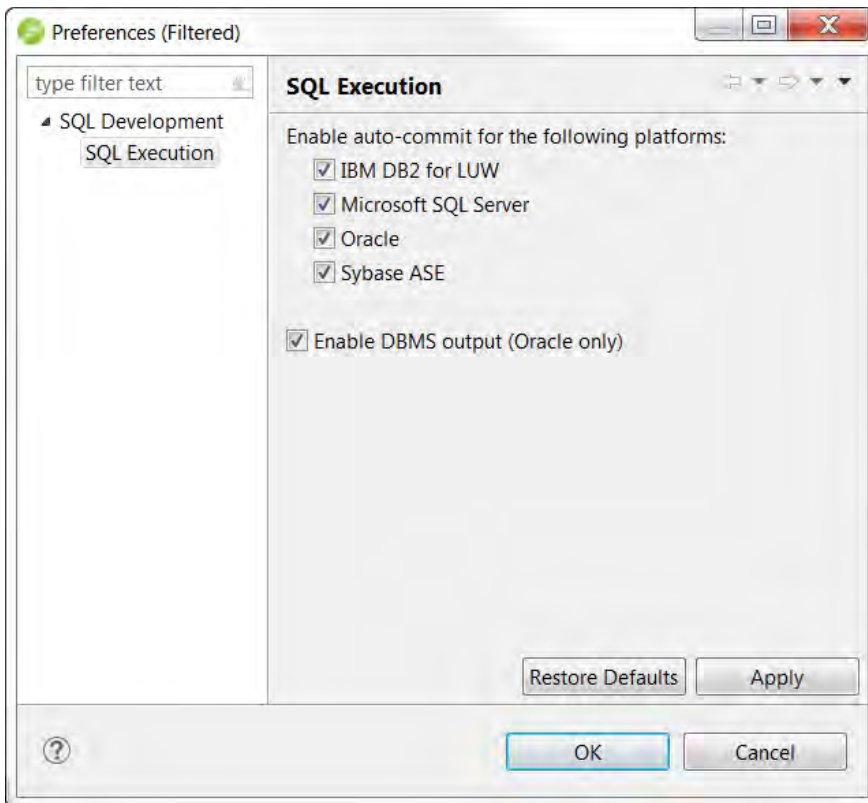 Preferences (Filtered)
type filter text
SQL Development
SQL Execution
SQL Execution
Enable auto-commit for the following platforms:
IBM DB2 for LUW
Microsoft SQL Server
Oracle
Sybase ASE
Enable DBMS output (Oracle only)
Restore Defaults
Apply
?
OK
Cancel